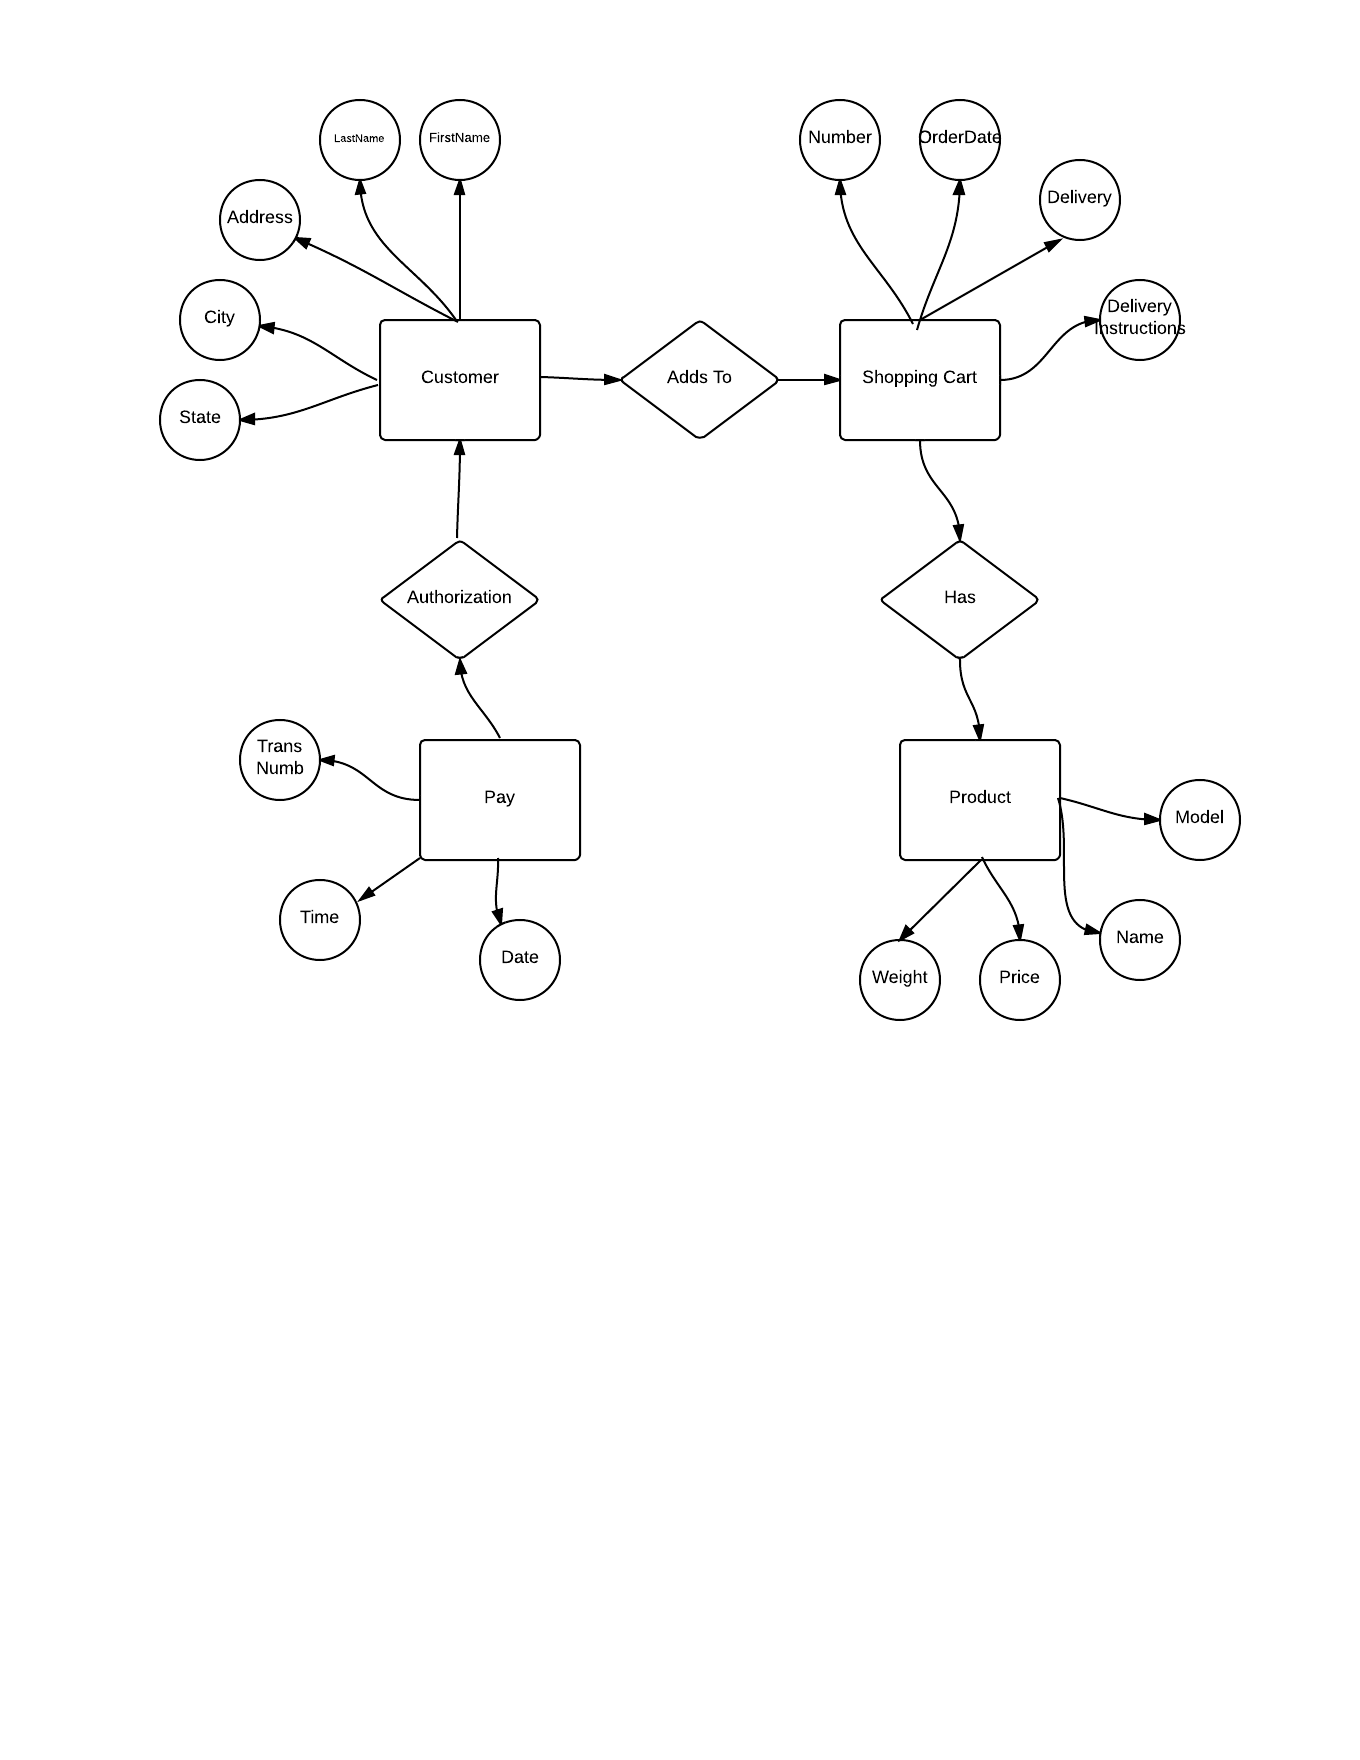 LastName
FirstName
Number
OrderDate
Address
Delivery
City
Delivery
Instructions
State
Customer
Adds To
Shopping Cart
Authorization
Has
Trans
Numb
Pay
Product
Model
Time
Date
Name
Weight
Price